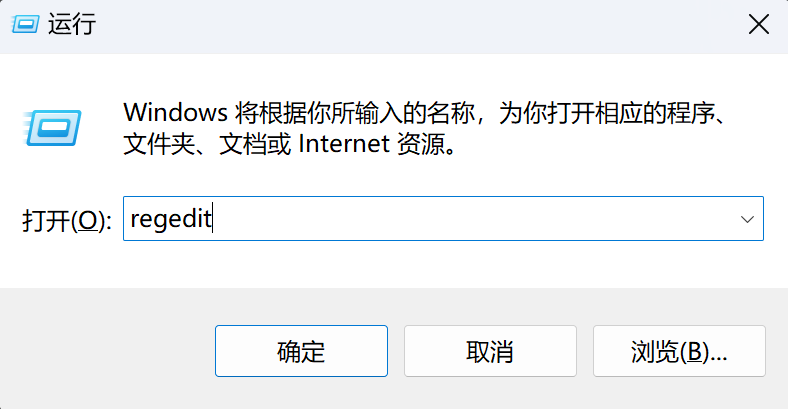 运行
Windows 将根据你所输入的名称，为你打开相应的程序、
文件夹、文档或 Internet 资源。
打开(O):
regedit
确定
取消
浏览(B)...